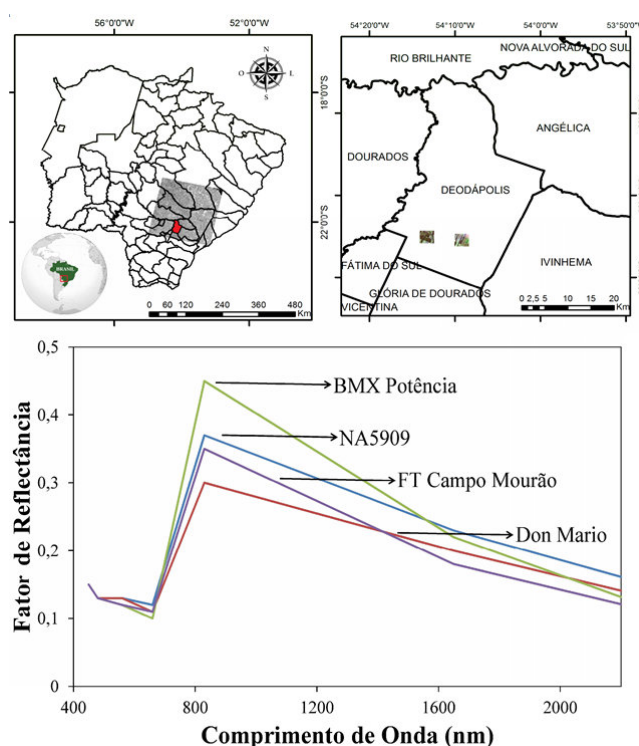 56°0'0"W 52°0'0"W
N
O L
S
18°0'0"S
22°0'0"S
BRASIL
0 60 120 240 360 480
Km
54°20'0"W 54°10'0"W 54°0'0"W 53°50'0"W
NOVA ALVORADA DO SUL
RIO BRILHANTE
ANGÉLICA
DOURADOS
DEODÁPOLIS
FÁTIMA DO SUL
IVINHEMA
GLÓRIA DE DOURADOS
VICENTINA
0 2,5 5 10 15 20
Km
0,5
BMX Potência
0,4
NA5909
FT Campo Mourão
0,3
Don Mario
0,2
0,1
0
Fator de Reflectância
400 800 1200 1600 2000
Comprimento de Onda (nm)